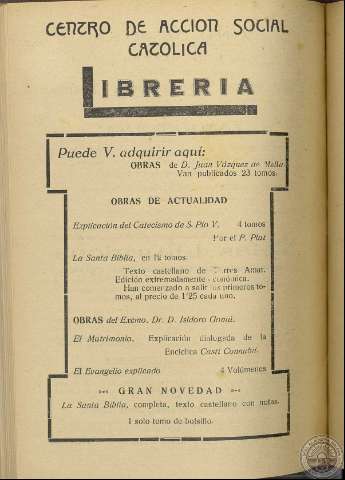 CENTRO DE ACCION SOCIAL
CATOLICA
LIBRERIA
Puede V. adquirir aquí:
OBRAS de D. Juan Vázquez de Mella
Van publicados 23 tomos.
OBRAS DE ACTUALIDAD
Explicación del Catecismo de S. Pío V. 4 tomos
Por el P. Plat
La Santa Biblia, en 12 tomos.
Texto castellano de Torres Amat.
Edición extremadamente económica.
Han comenzado a salir los primeros to-
mos, al precio de 1'25 cada uno.
OBRAS del Excmo. Dr. D. Isidoro Gomá.
El Matrimonio. Explicación dialogada de la
Encíclica Casti Connubii.
El Evangelio explicado 4 Volúmenes
GRAN NOVEDAD
La Santa Biblia, completa, texto castellano con notas.
1 solo tomo de bolsillo.